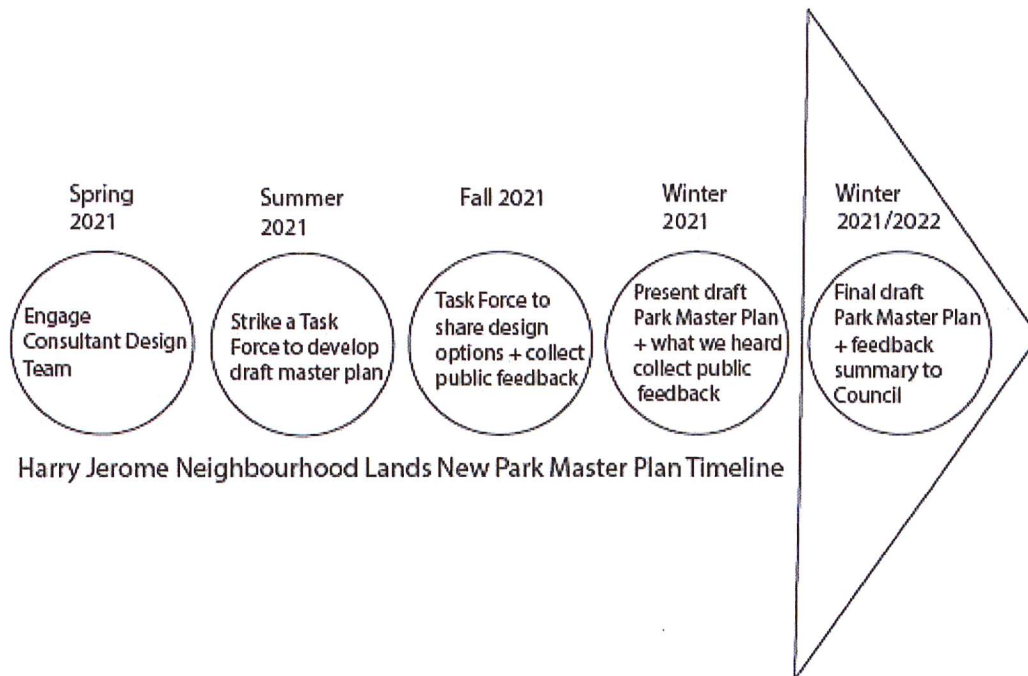 Spring
2021
Engage
Consultant Design
Team
Summer
2021
Strike a Task
Force to develop
draft master plan
Fall 2021
Task Force to
share design
options + collect
public feedback
Winter
2021
Present draft
Park Master Plan
+ what we heard
collect public
feedback
Winter
2021/2022
Final draft
Park Master Plan
+ feedback
summary to
Council
Harry Jerome Neighbourhood Lands New Park Master Plan Timeline